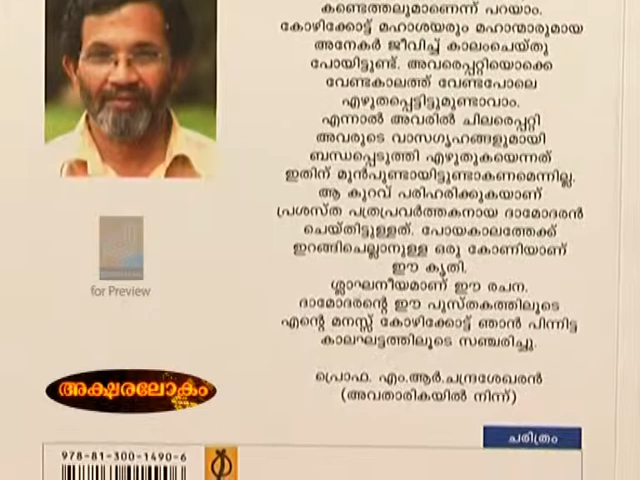 കണ്ടെത്തലുമാണെന്ന് പറയാം.
കോഴിക്കോട്ട് മഹാശയരും മഹാന്മാരുമായ
അനേകർ ജീവിച്ച് കാലംചെയ്തു
പോയിട്ടുണ്ട്. അവരെപ്പറ്റിയൊക്കെ
വേണ്ടകാലത്ത് വേണ്ടപോലെ
എഴുതപ്പെട്ടിട്ടുമുണ്ടാവാം.
എന്നാൽ അവരിൽ ചിലരെപ്പറ്റി
അവരുടെ വാസഗൃഹങ്ങളുമായി
ബന്ധപ്പെടുത്തി എഴുതുകയെന്നത്
ഇതിന് മുൻപുണ്ടായിട്ടുണ്ടാകണമെന്നില്ല.
ആ കുറവ് പരിഹരിക്കുകയാണ്
പ്രശസ്ത പത്രപ്രവർത്തകനായ ദാമോദരൻ
ചെയ്തിട്ടുള്ളത്. പോയകാലത്തേക്ക്
ഇറങ്ങിചെല്ലാനുള്ള ഒരു കോണിയാണ്
ഈ കൃതി.
ശ്ലാഘനീയമാണ് ഈ രചന.
ദാമോദരന്റെ ഈ പുസ്തകത്തിലൂടെ
എന്റെ മനസ്സ് കോഴിക്കോട്ട് ഞാൻ പിന്നിട്ട
കാലഘട്ടത്തിലൂടെ സഞ്ചരിച്ചു.
പ്രൊഫ. എം.ആർ.ചന്ദ്രശേഖരൻ
(അവതാരികയിൽ നിന്ന്)
for Preview
അക്ഷരലോകം
ചരിത്രം
978-81-300-1490-6